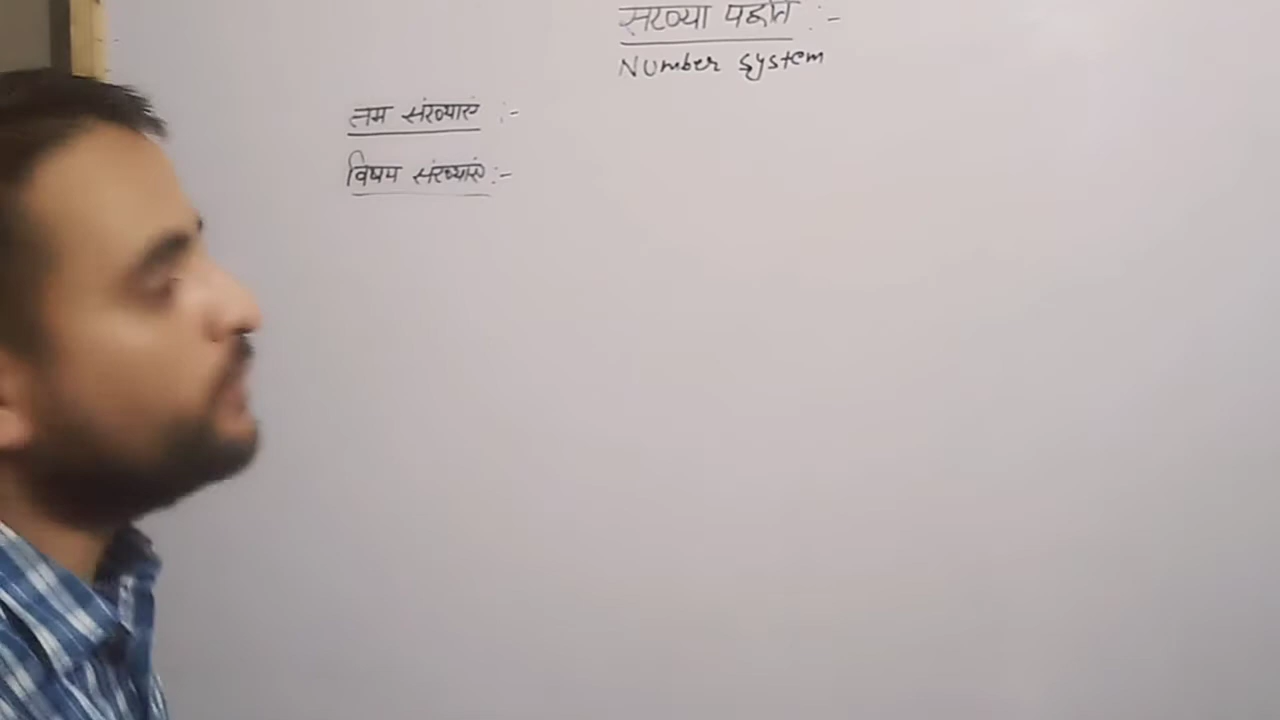 संख्या पद्धति :-
Number System
सम संख्याएं :-
विषम संख्याएं :-